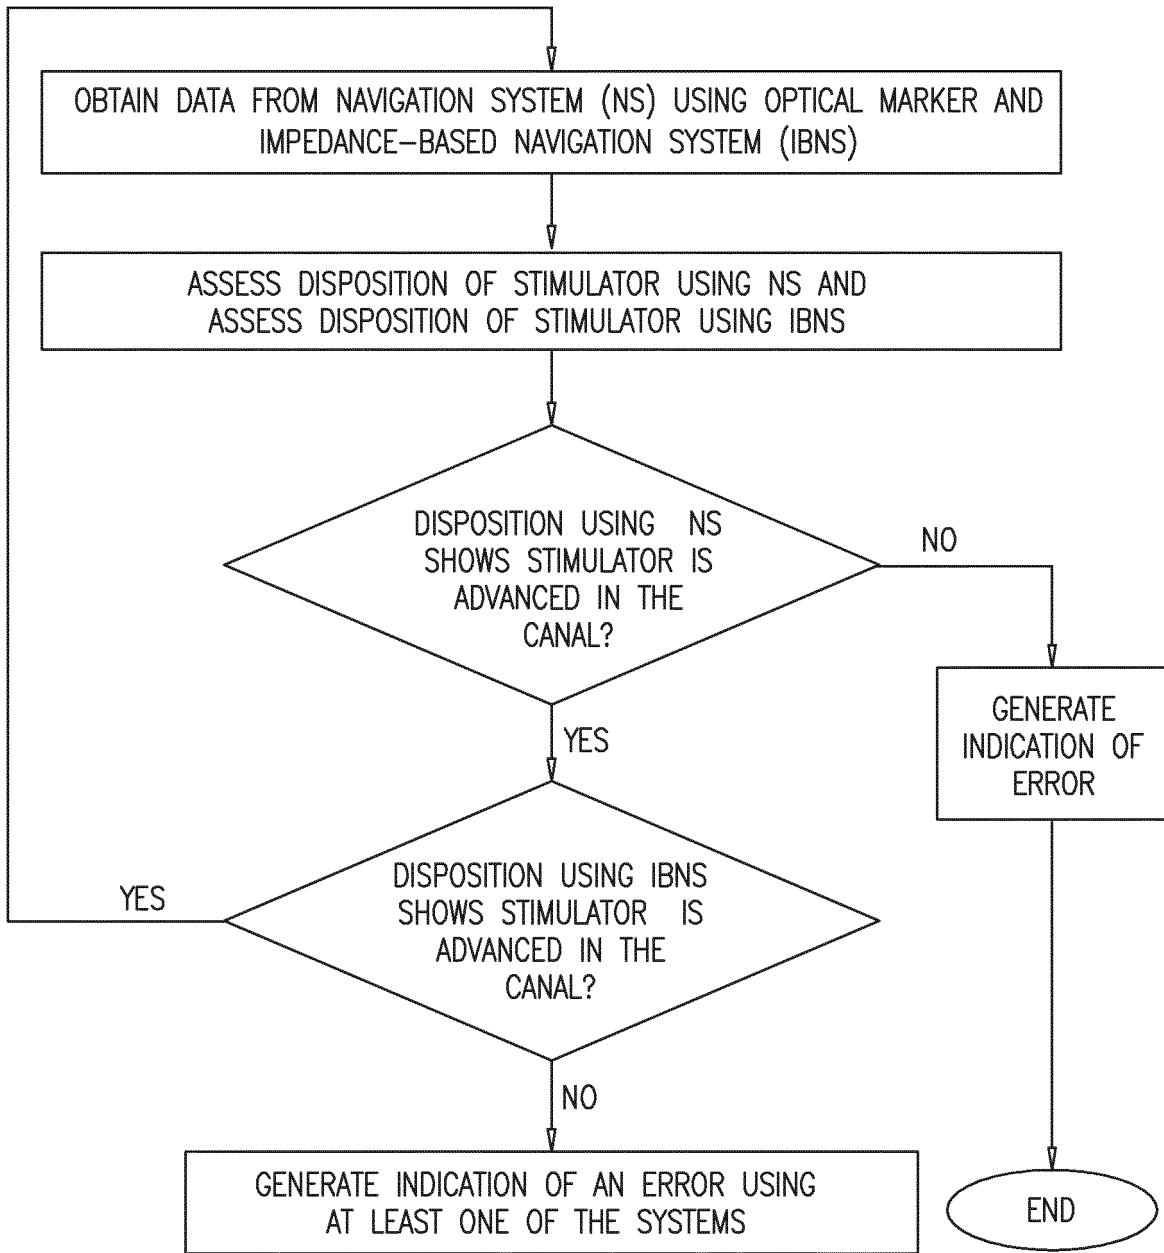 OBTAIN DATA FROM NAVIGATION SYSTEM (NS) USING OPTICAL MARKER AND
IMPEDANCE-BASED NAVIGATION SYSTEM (IBNS)
ASSESS DISPOSITION OF STIMULATOR USING NS AND
ASSESS DISPOSITION OF STIMULATOR USING IBNS
DISPOSITION USING NS
SHOWS STIMULATOR IS
ADVANCED IN THE
CANAL?
NO
GENERATE
INDICATION OF
ERROR
YES
DISPOSITION USING IBNS
SHOWS STIMULATOR IS
ADVANCED IN THE
CANAL?
YES
NO
GENERATE INDICATION OF AN ERROR USING
AT LEAST ONE OF THE SYSTEMS
END